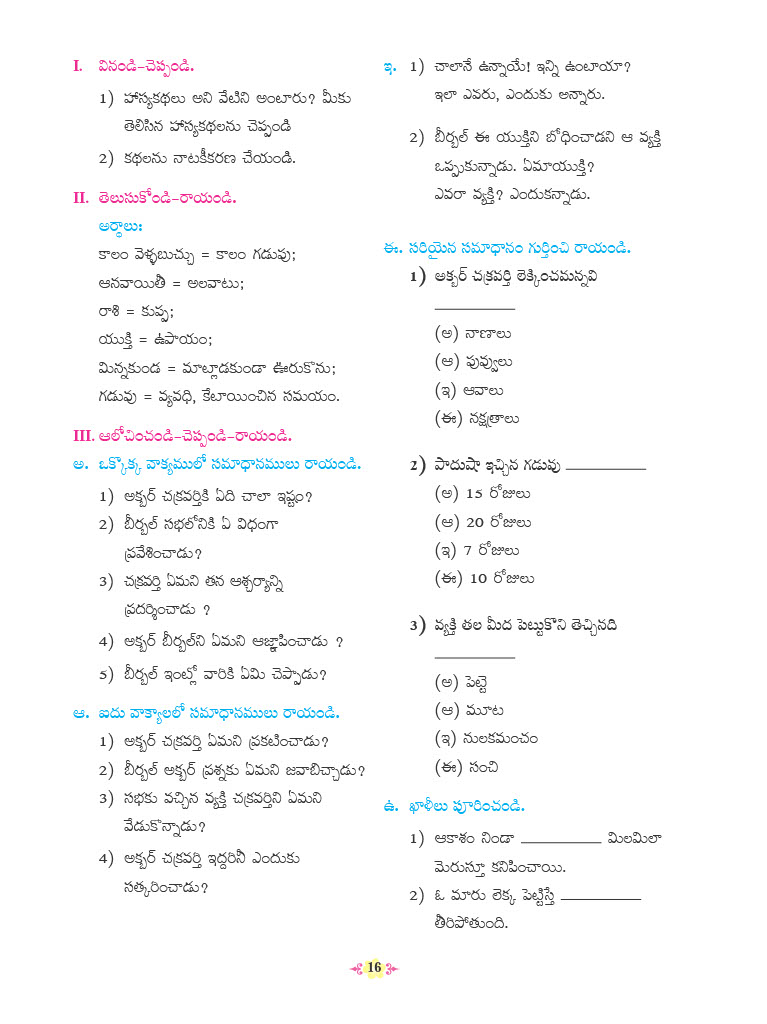 I. వినండి-చెప్పండి.
1) హాస్యకథలు అని వేటిని అంటారు? మీకు
తెలిసిన హాస్యకథలను చెప్పండి
2) కథలను నాటకీకరణ చేయండి.
II. తెలుసుకోండి-రాయండి.
అర్థాలు:
కాలం వెళ్ళబుచ్చు = కాలం గడువు;
ఆనవాయితీ = అలవాటు;
రాశి = కుప్ప;
యుక్తి = ఉపాయం;
మిన్నకుండ = మాట్లాడకుండా ఊరుకొను;
గడువు = వ్యవధి, కేటాయించిన సమయం.
III. ఆలోచించండి-చెప్పండి-రాయండి.
అ. ఒక్కొక్క వాక్యములో సమాధానములు రాయండి.
1) అక్బర్ చక్రవర్తికి ఏది చాలా ఇష్టం?
2) బీర్బల్ సభలోనికి ఏ విధంగా
ప్రవేశించాడు?
3) చక్రవర్తి ఏమని తన ఆశ్చర్యాన్ని
ప్రదర్శించాడు ?
4) అక్బర్ బీర్బల్‌ని ఏమని ఆజ్ఞాపించాడు ?
5) బీర్బల్ ఇంట్లో వారికి ఏమి చెప్పాడు?
ఆ. ఐదు వాక్యాలలో సమాధానములు రాయండి.
1) అక్బర్ చక్రవర్తి ఏమని ప్రకటించాడు?
2) బీర్బల్ అక్బర్ ప్రశ్నకు ఏమని జవాబిచ్చాడు?
3) సభకు వచ్చిన వ్యక్తి చక్రవర్తిని ఏమని
వేడుకొన్నాడు?
4) అక్బర్ చక్రవర్తి ఇద్దరినీ ఎందుకు
సత్కరించాడు?
ఇ. 1) చాలానే ఉన్నాయే! ఇన్ని ఉంటాయా?
ఇలా ఎవరు, ఎందుకు అన్నారు.
2) బీర్బల్ ఈ యుక్తిని బోధించాడని ఆ వ్యక్తి
ఒప్పుకున్నాడు. ఏమాయుక్తి?
ఎవరా వ్యక్తి? ఎందుకన్నాడు.
ఈ. సరియైన సమాధానం గుర్తించి రాయండి.
1) అక్బర్ చక్రవర్తి లెక్కించమన్నవి
__________
(అ) నాణాలు
(ఆ) పువ్వులు
(ఇ) ఆవాలు
(ఈ) నక్షత్రాలు
2) పాదుషా ఇచ్చిన గడువు __________
(అ) 15 రోజులు
(ఆ) 20 రోజులు
(ఇ) 7 రోజులు
(ఈ) 10 రోజులు
3) వ్యక్తి తల మీద పెట్టుకొని తెచ్చినది
__________
(అ) పెట్టె
(ఆ) మూట
(ఇ) నులకమంచం
(ఈ) సంచి
ఉ. ఖాళీలు పూరించండి.
1) ఆకాశం నిండా __________ మిలమిలా
మెరుస్తూ కనిపించాయి.
2) ఓ మారు లెక్క పెట్టిస్తే __________
తీరిపోతుంది.
16